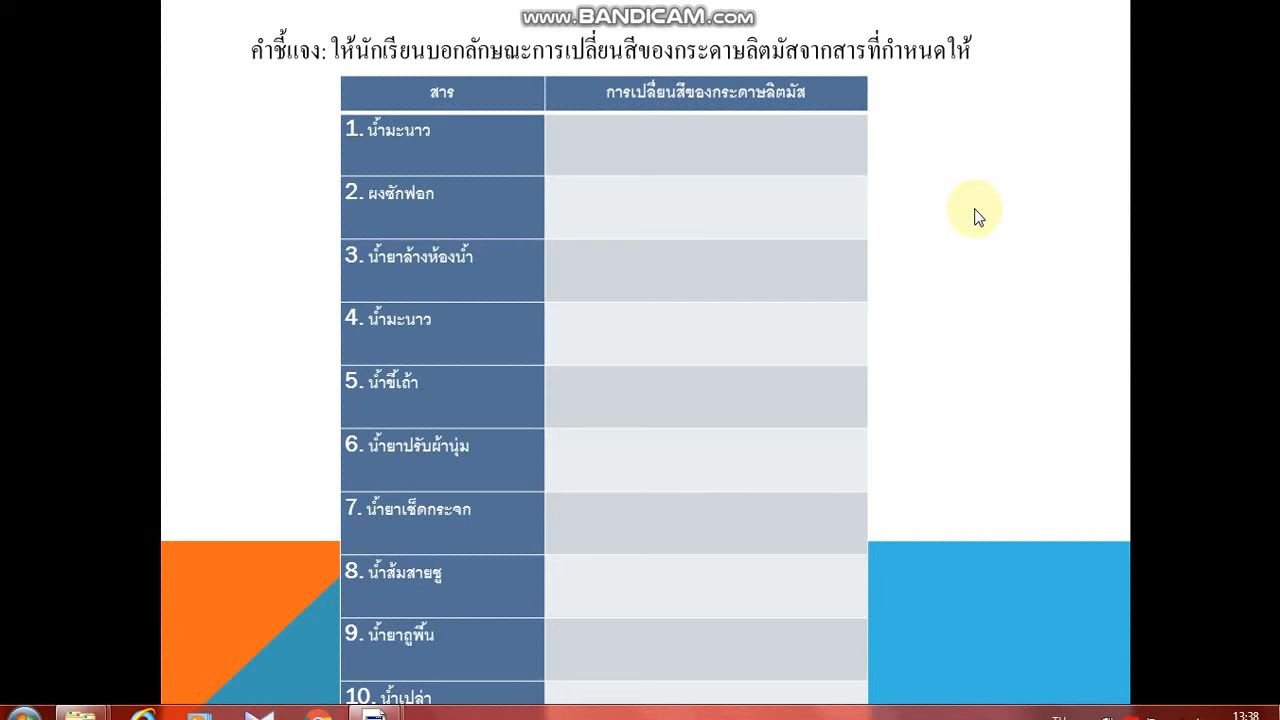 www.BANDICAM.com
คำชี้แจง: ให้นักเรียนบอกลักษณะการเปลี่ยนสีของกระดาษลิตมัสจากสารที่กำหนดให้
สาร การเปลี่ยนสีของกระดาษลิตมัส
1. น้ำมะนาว
2. ผงซักฟอก
3. น้ำยาล้างห้องน้ำ
4. น้ำมะนาว
5. น้ำขี้เถ้า
6. น้ำยาปรับผ้านุ่ม
7. น้ำยาเช็ดกระจก
8. น้ำส้มสายชู
9. น้ำยาถูพื้น
10. น้ำเปล่า
13:38